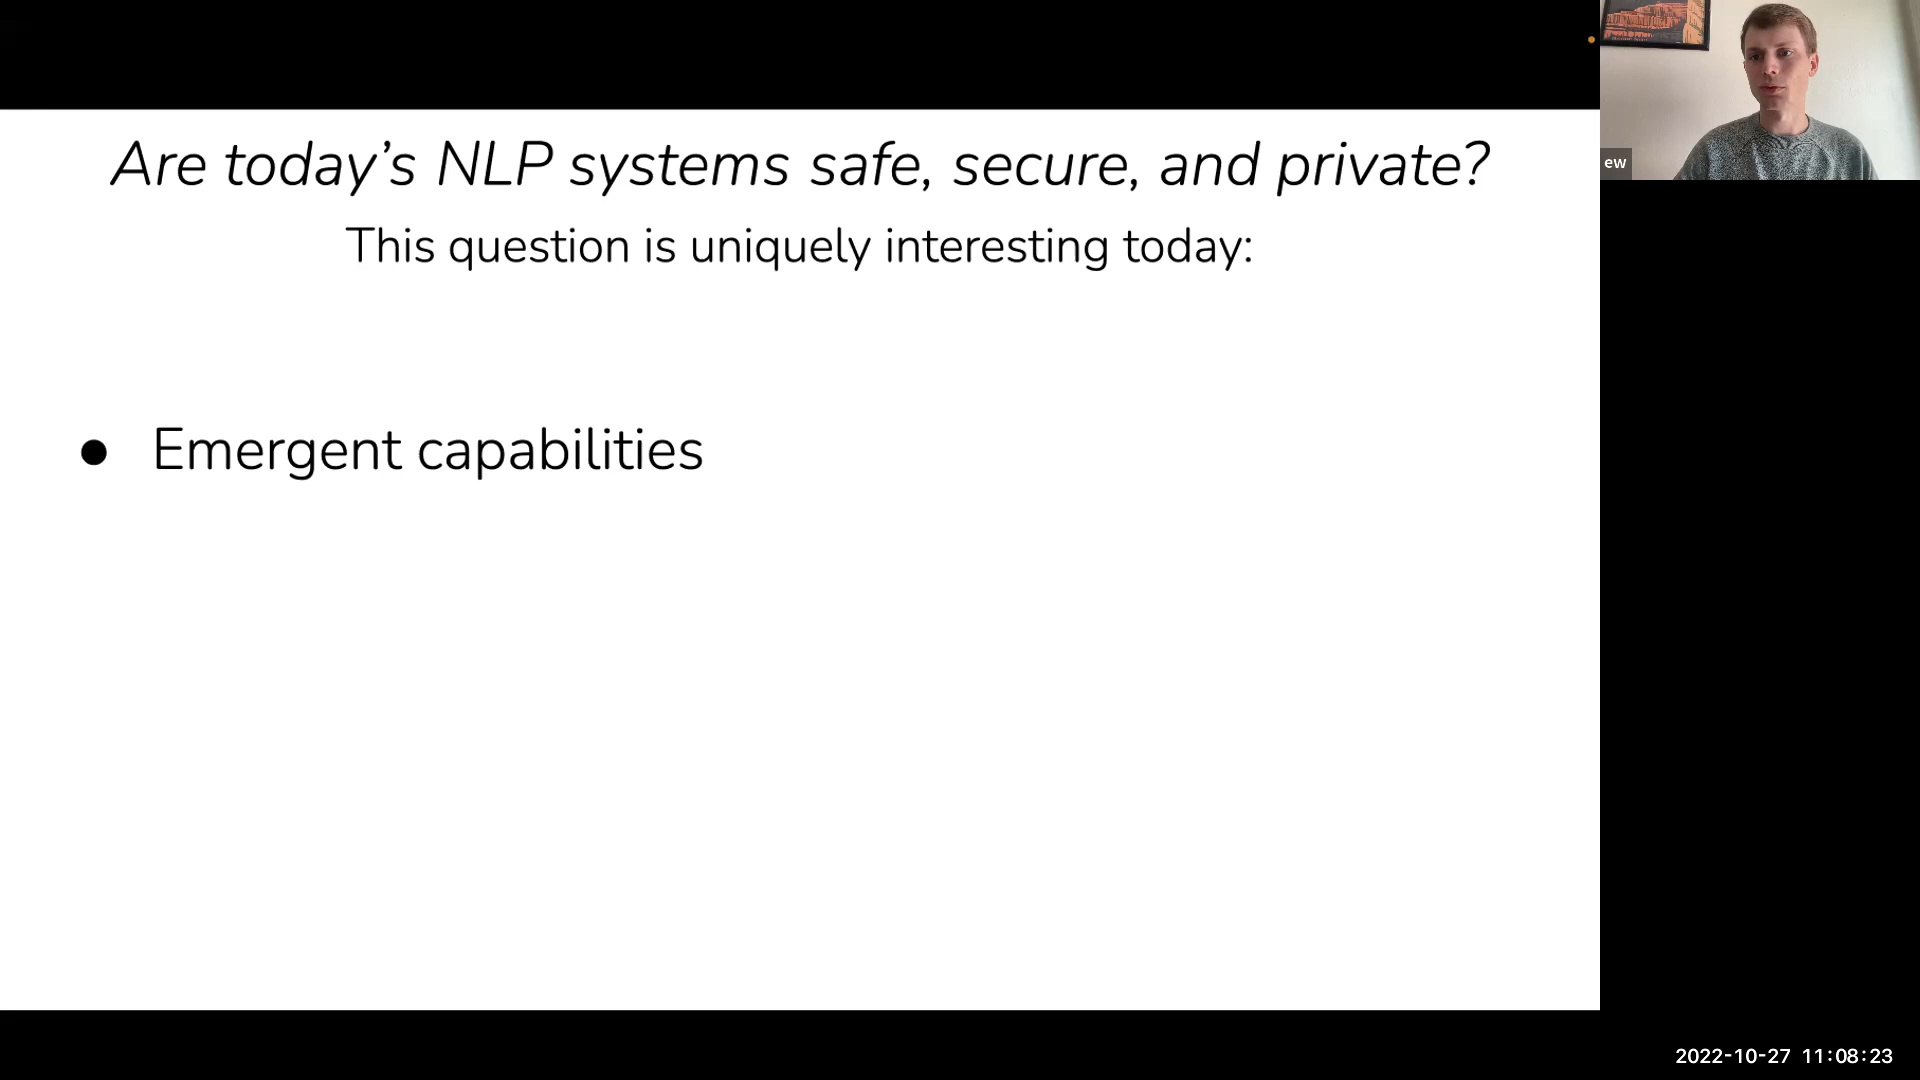 Are today's NLP systems safe, secure, and private?
This question is uniquely interesting today:
● Emergent capabilities
ew
2022-10-27 11:08:23